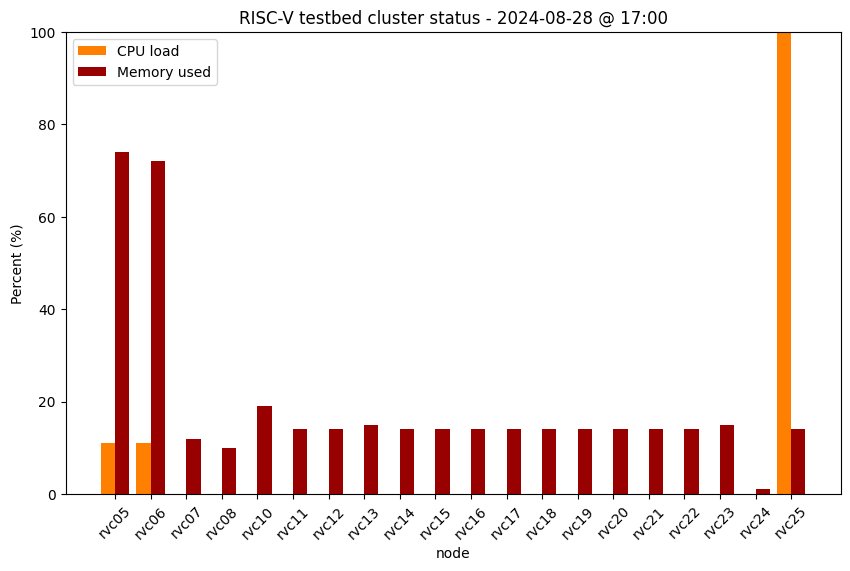 RISC-V testbed cluster status - 2024-08-28 @ 17:00
CPU load
Memory used
Percent (%)
100
80
60
40
20
0
rvc05
rvc06
rvc07
rvc08
rvc10
rvc11
rvc12
rvc13
rvc14
rvc15
rvc16
rvc17
rvc18
rvc19
rvc20
rvc21
rvc22
rvc23
rvc24
rvc25
node